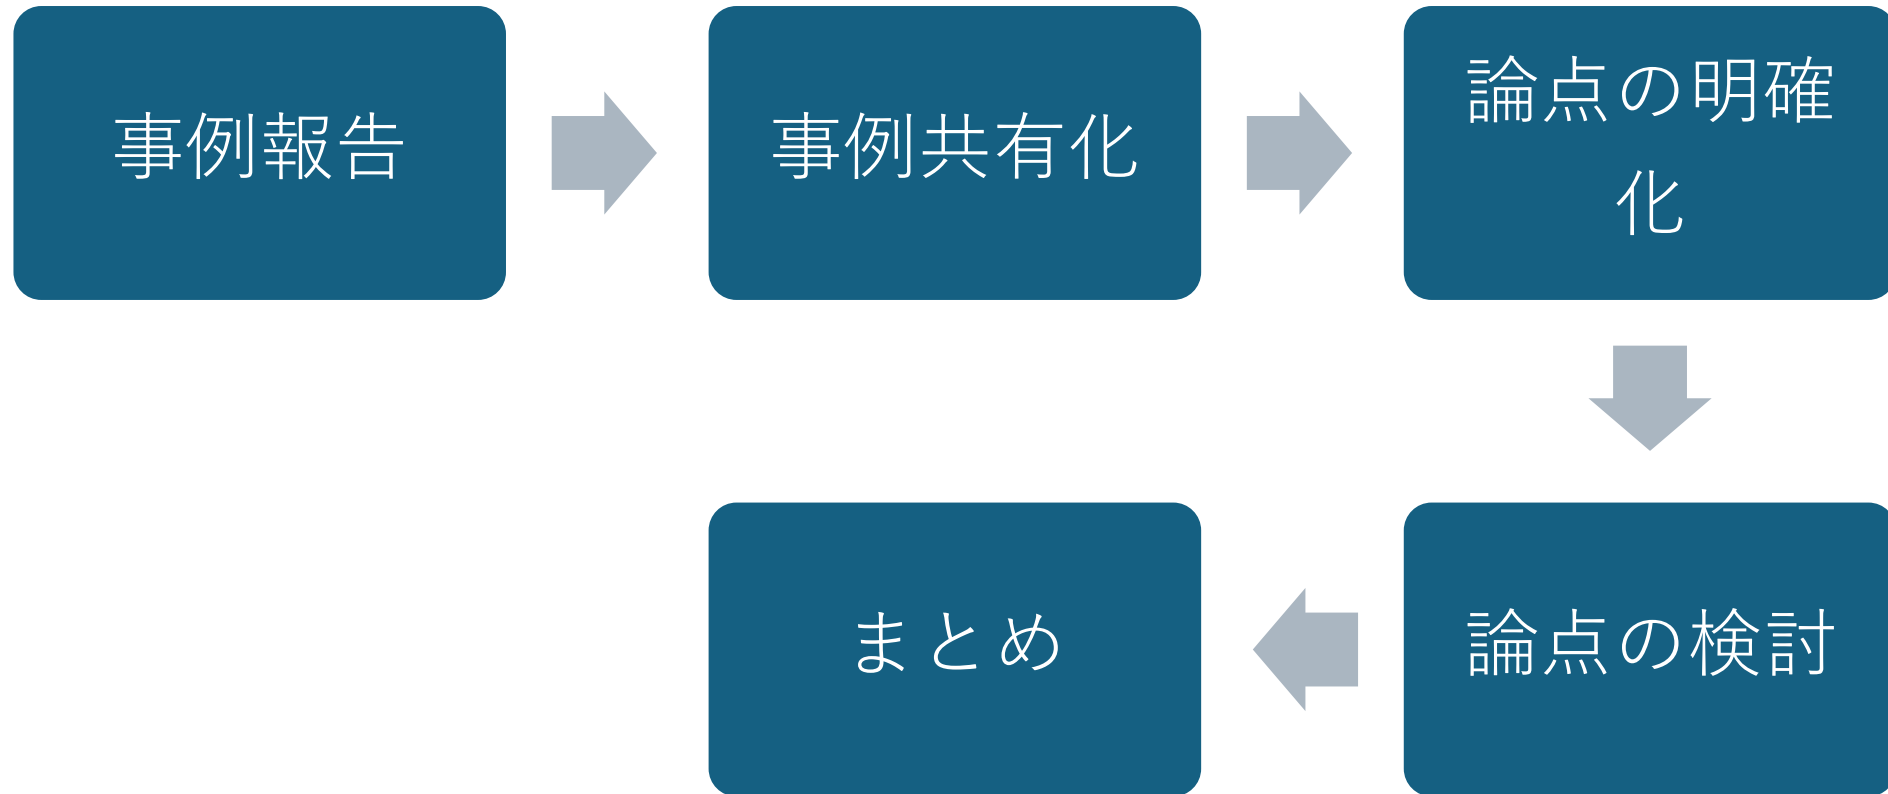 事例報告
事例共有化
論点の明確
化
論点の検討
まとめ